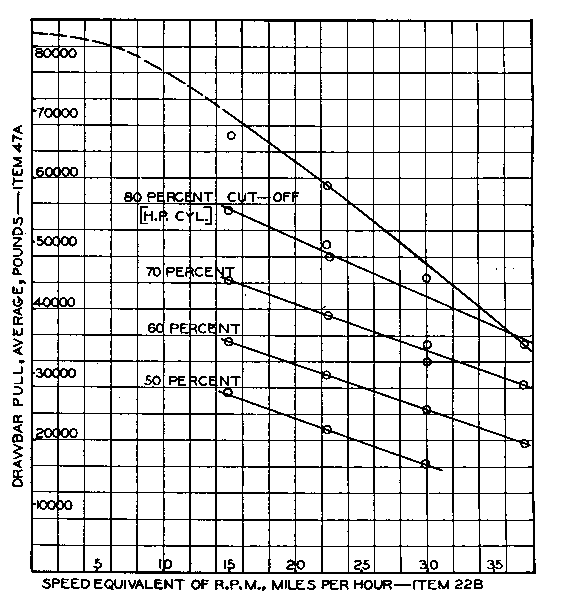 80000
70000
60000
80 PERCENT CUT-OFF
[H.P. CYL.]
50000
70 PERCENT
40000
60 PERCENT
30000
50 PERCENT
20000
10000
5 10 15 20 25 30 35
SPEED EQUIVALENT OF R.P.M., MILES PER HOUR—ITEM 22B
DRAWBAR PULL, AVERAGE, POUNDS—ITEM 47A